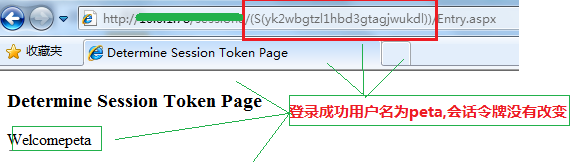 http://
/(S(yk2wbgtzl1hbd3gtagjwukdl))/Entry.aspx
收藏夹
Determine Session Token Page
Determine Session Token Page
登录成功用户名为peta,会话令牌没有改变
Welcomepeta